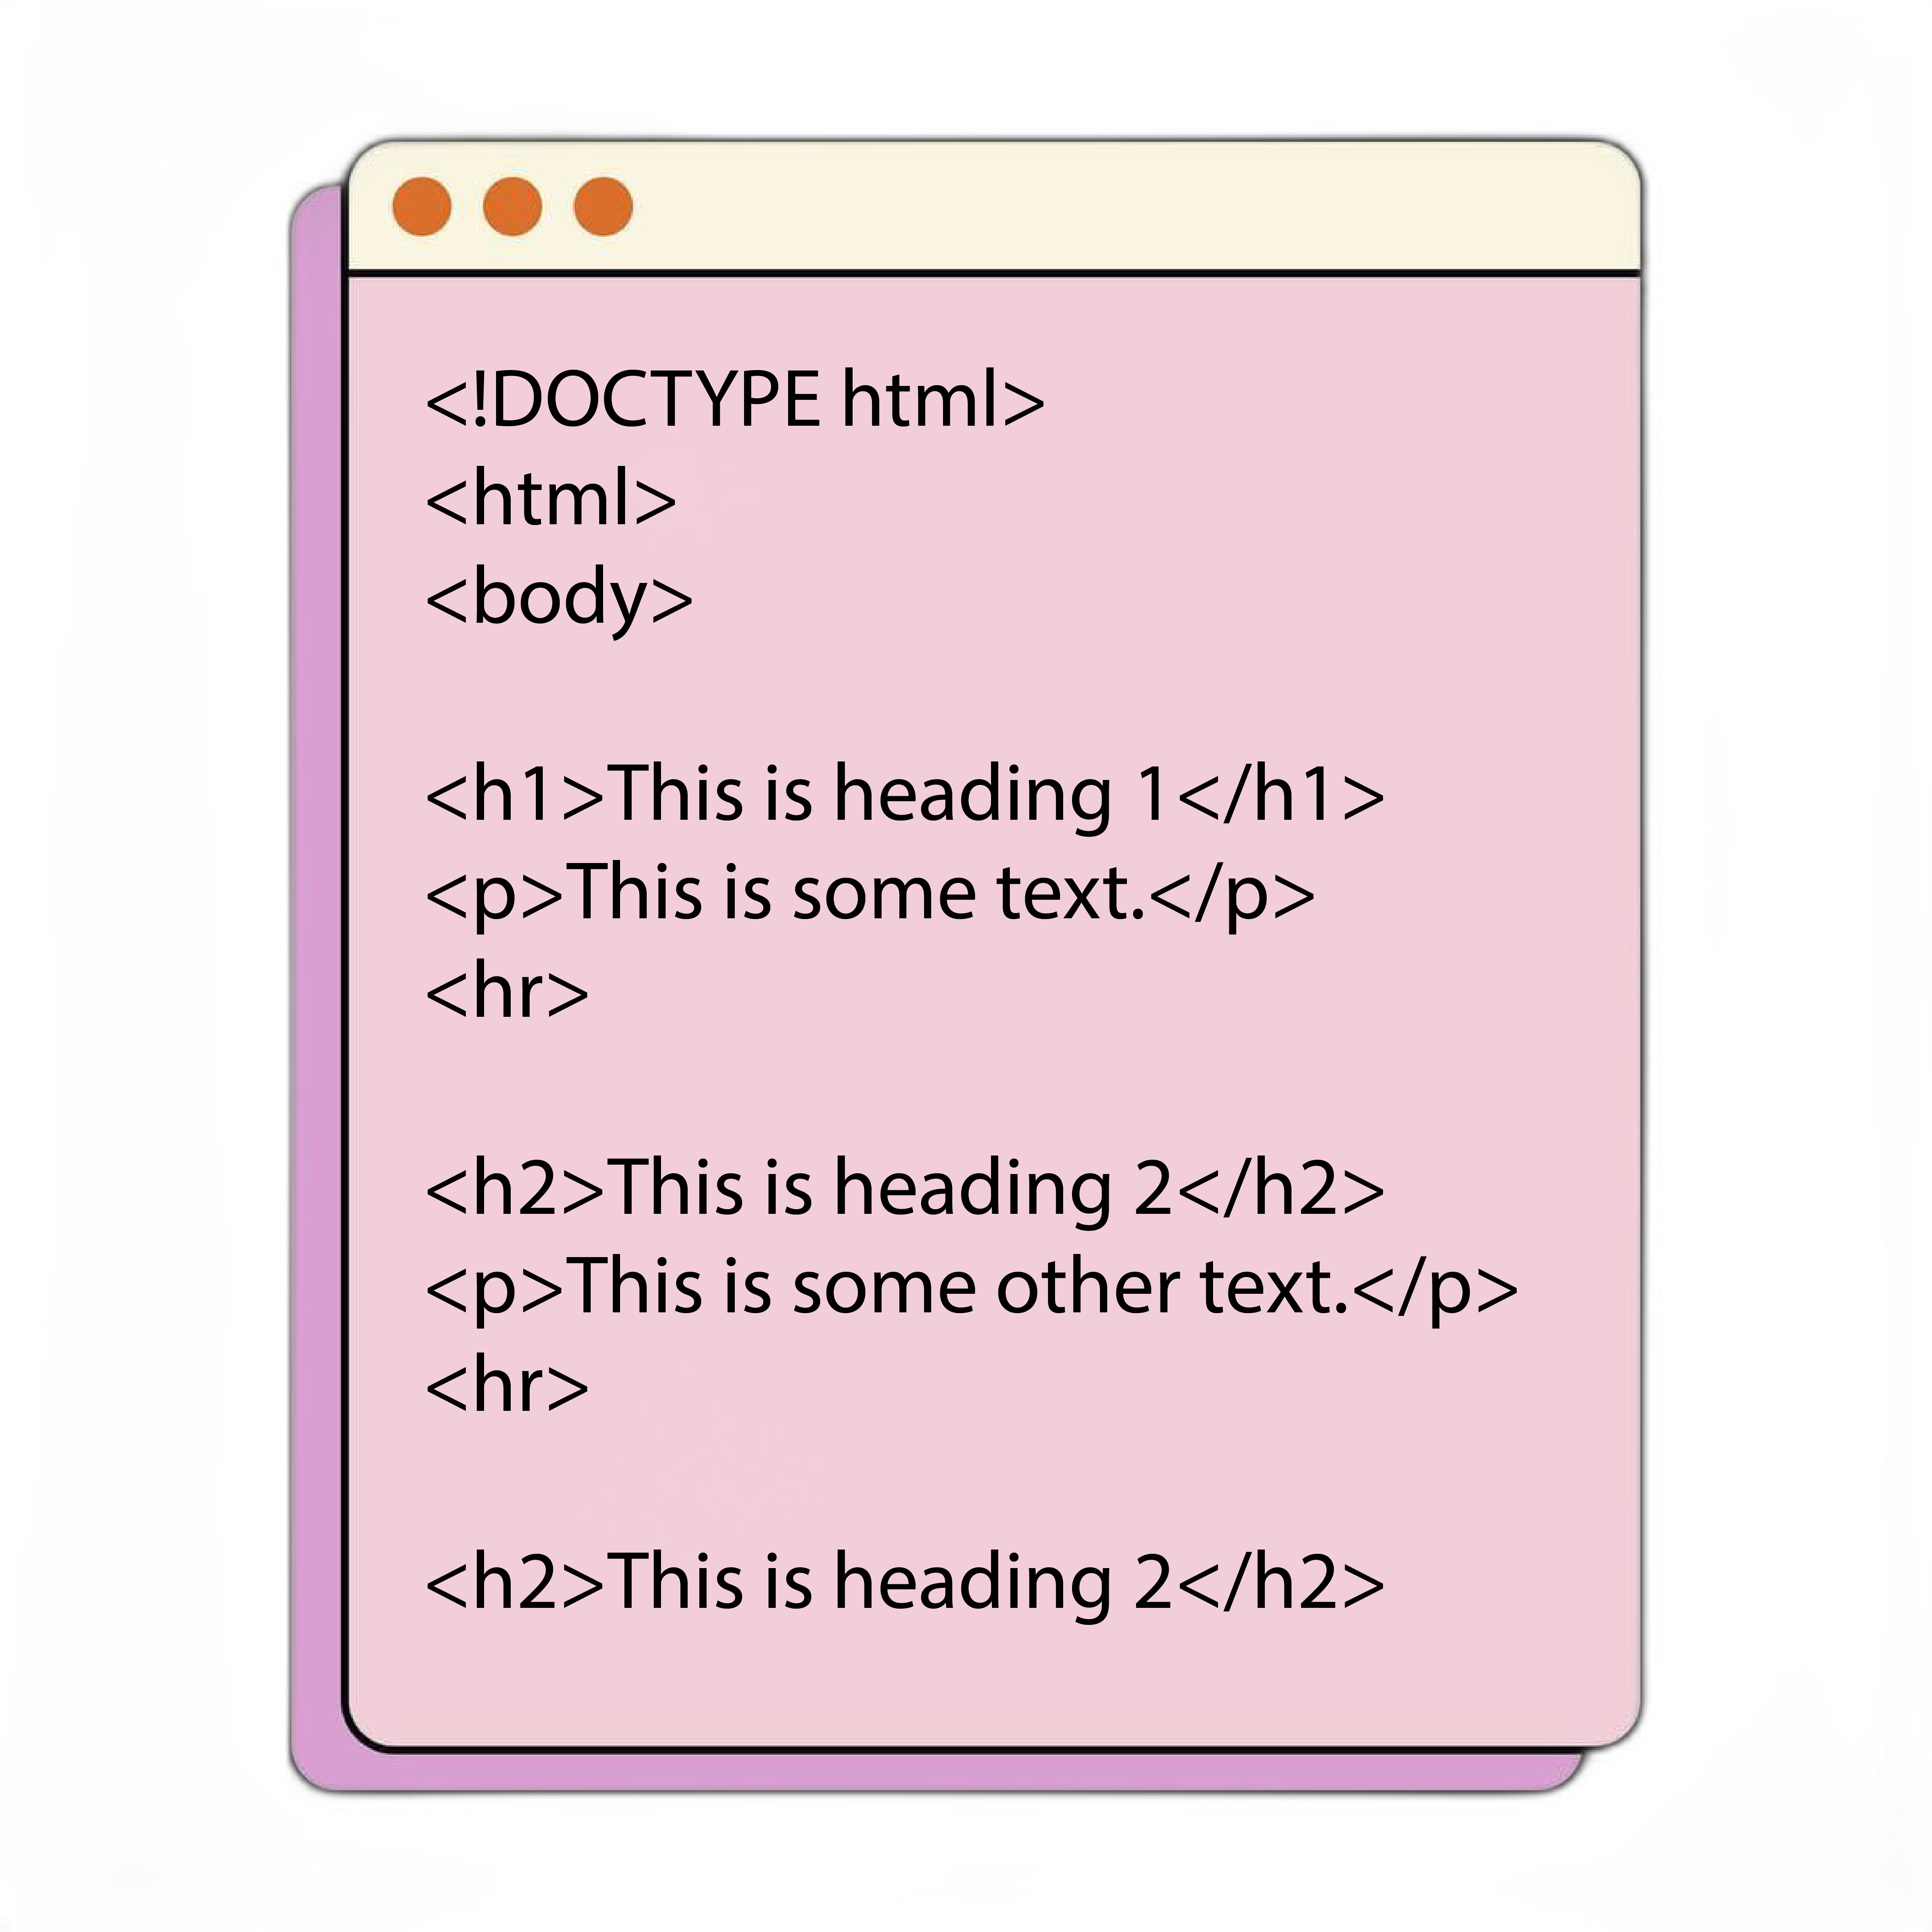 <!DOCTYPE html>
<html>
<body>
<h1>This is heading 1</h1>
<p>This is some text.</p>
<hr>
<h2>This is heading 2</h2>
<p>This is some other text.</p>
<hr>
<h2>This is heading 2</h2>